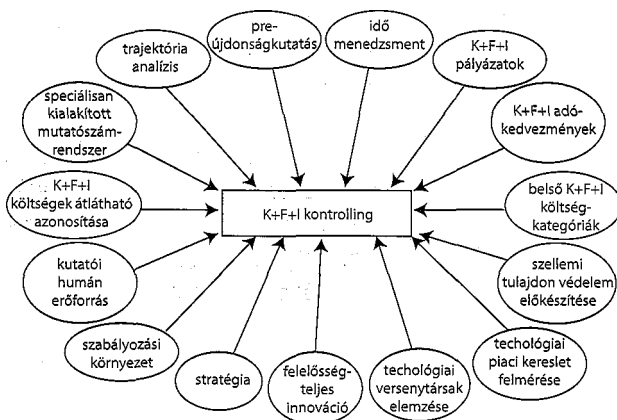 pre-
újdonságkutatás
idő
menedzsment
trajektória
analízis
K+F+I
pályázatok
speciálisan
kialakított
mutatószám-
rendszer
K+F+I adó-
kedvezmények
K+F+I
költségek átlátható
azonosítása
K+F+I kontrolling
belső K+F+I
költség-
kategóriák
kutatói
humán
erőforrás
szellemi
tulajdon védelem
előkészítése
szabályozási
környezet
stratégia
felelősség-
teljes
innováció
techológiai
versenytársak
elemzése
techológiai
piaci kereslet
felmérése